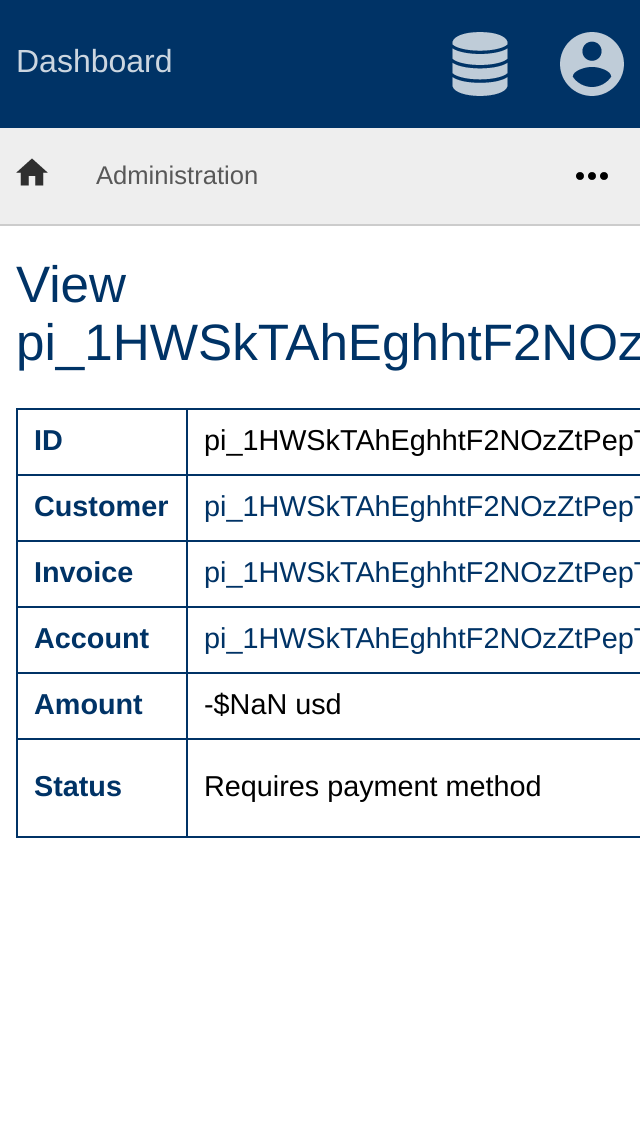 Dashboard
Administration
View
pi_1HWSkTAhEghhtF2NOz
ID pi_1HWSkTAhEghhtF2NOzZtPepT
Customer pi_1HWSkTAhEghhtF2NOzZtPepT
Invoice pi_1HWSkTAhEghhtF2NOzZtPepT
Account pi_1HWSkTAhEghhtF2NOzZtPepT
Amount -$NaN usd
Status Requires payment method